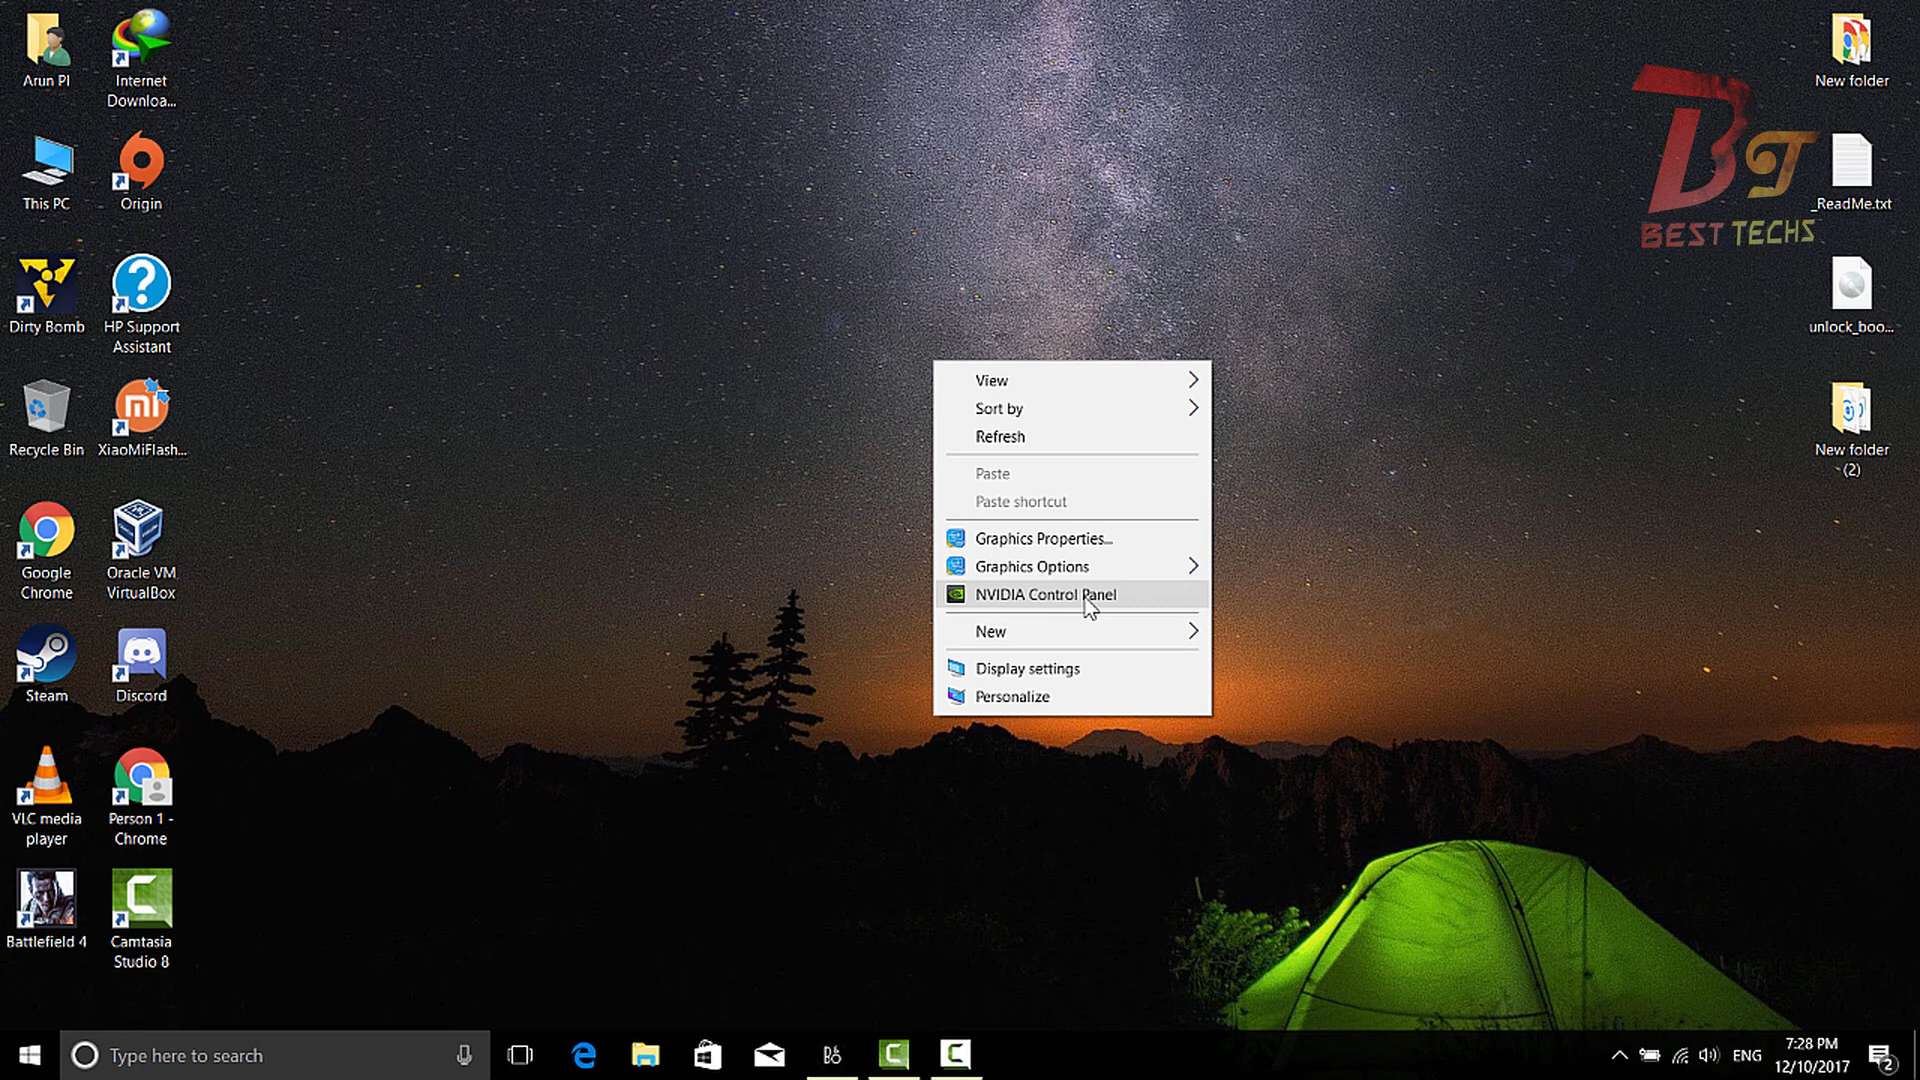 Arun PI
Internet
Downloa...
This PC
Origin
Dirty Bomb
HP Support
Assistant
Recycle Bin
XiaoMiFlash...
Google
Chrome
Oracle VM
VirtualBox
Steam
Discord
VLC media
player
Person 1 -
Chrome
Battlefield 4
Camtasia
Studio 8
View
Sort by
Refresh
Paste
Paste shortcut
Graphics Properties...
Graphics Options
NVIDIA Control Panel
New
Display settings
Personalize
New folder
BEST TECHS
_ReadMe.txt
unlock_boo...
New folder
(2)
Type here to search
ENG
7:28 PM
12/10/2017
2